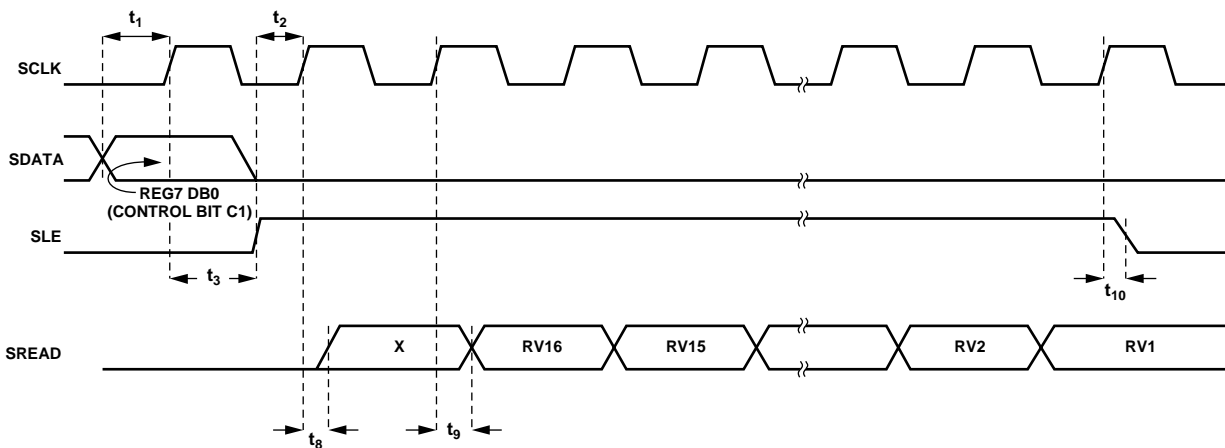 t1
t2
SCLK
SDATA
REG7 DB0
(CONTROL BIT C1)
SLE
t3
t10
SREAD
X
RV16
RV15
RV2
RV1
t8
t9